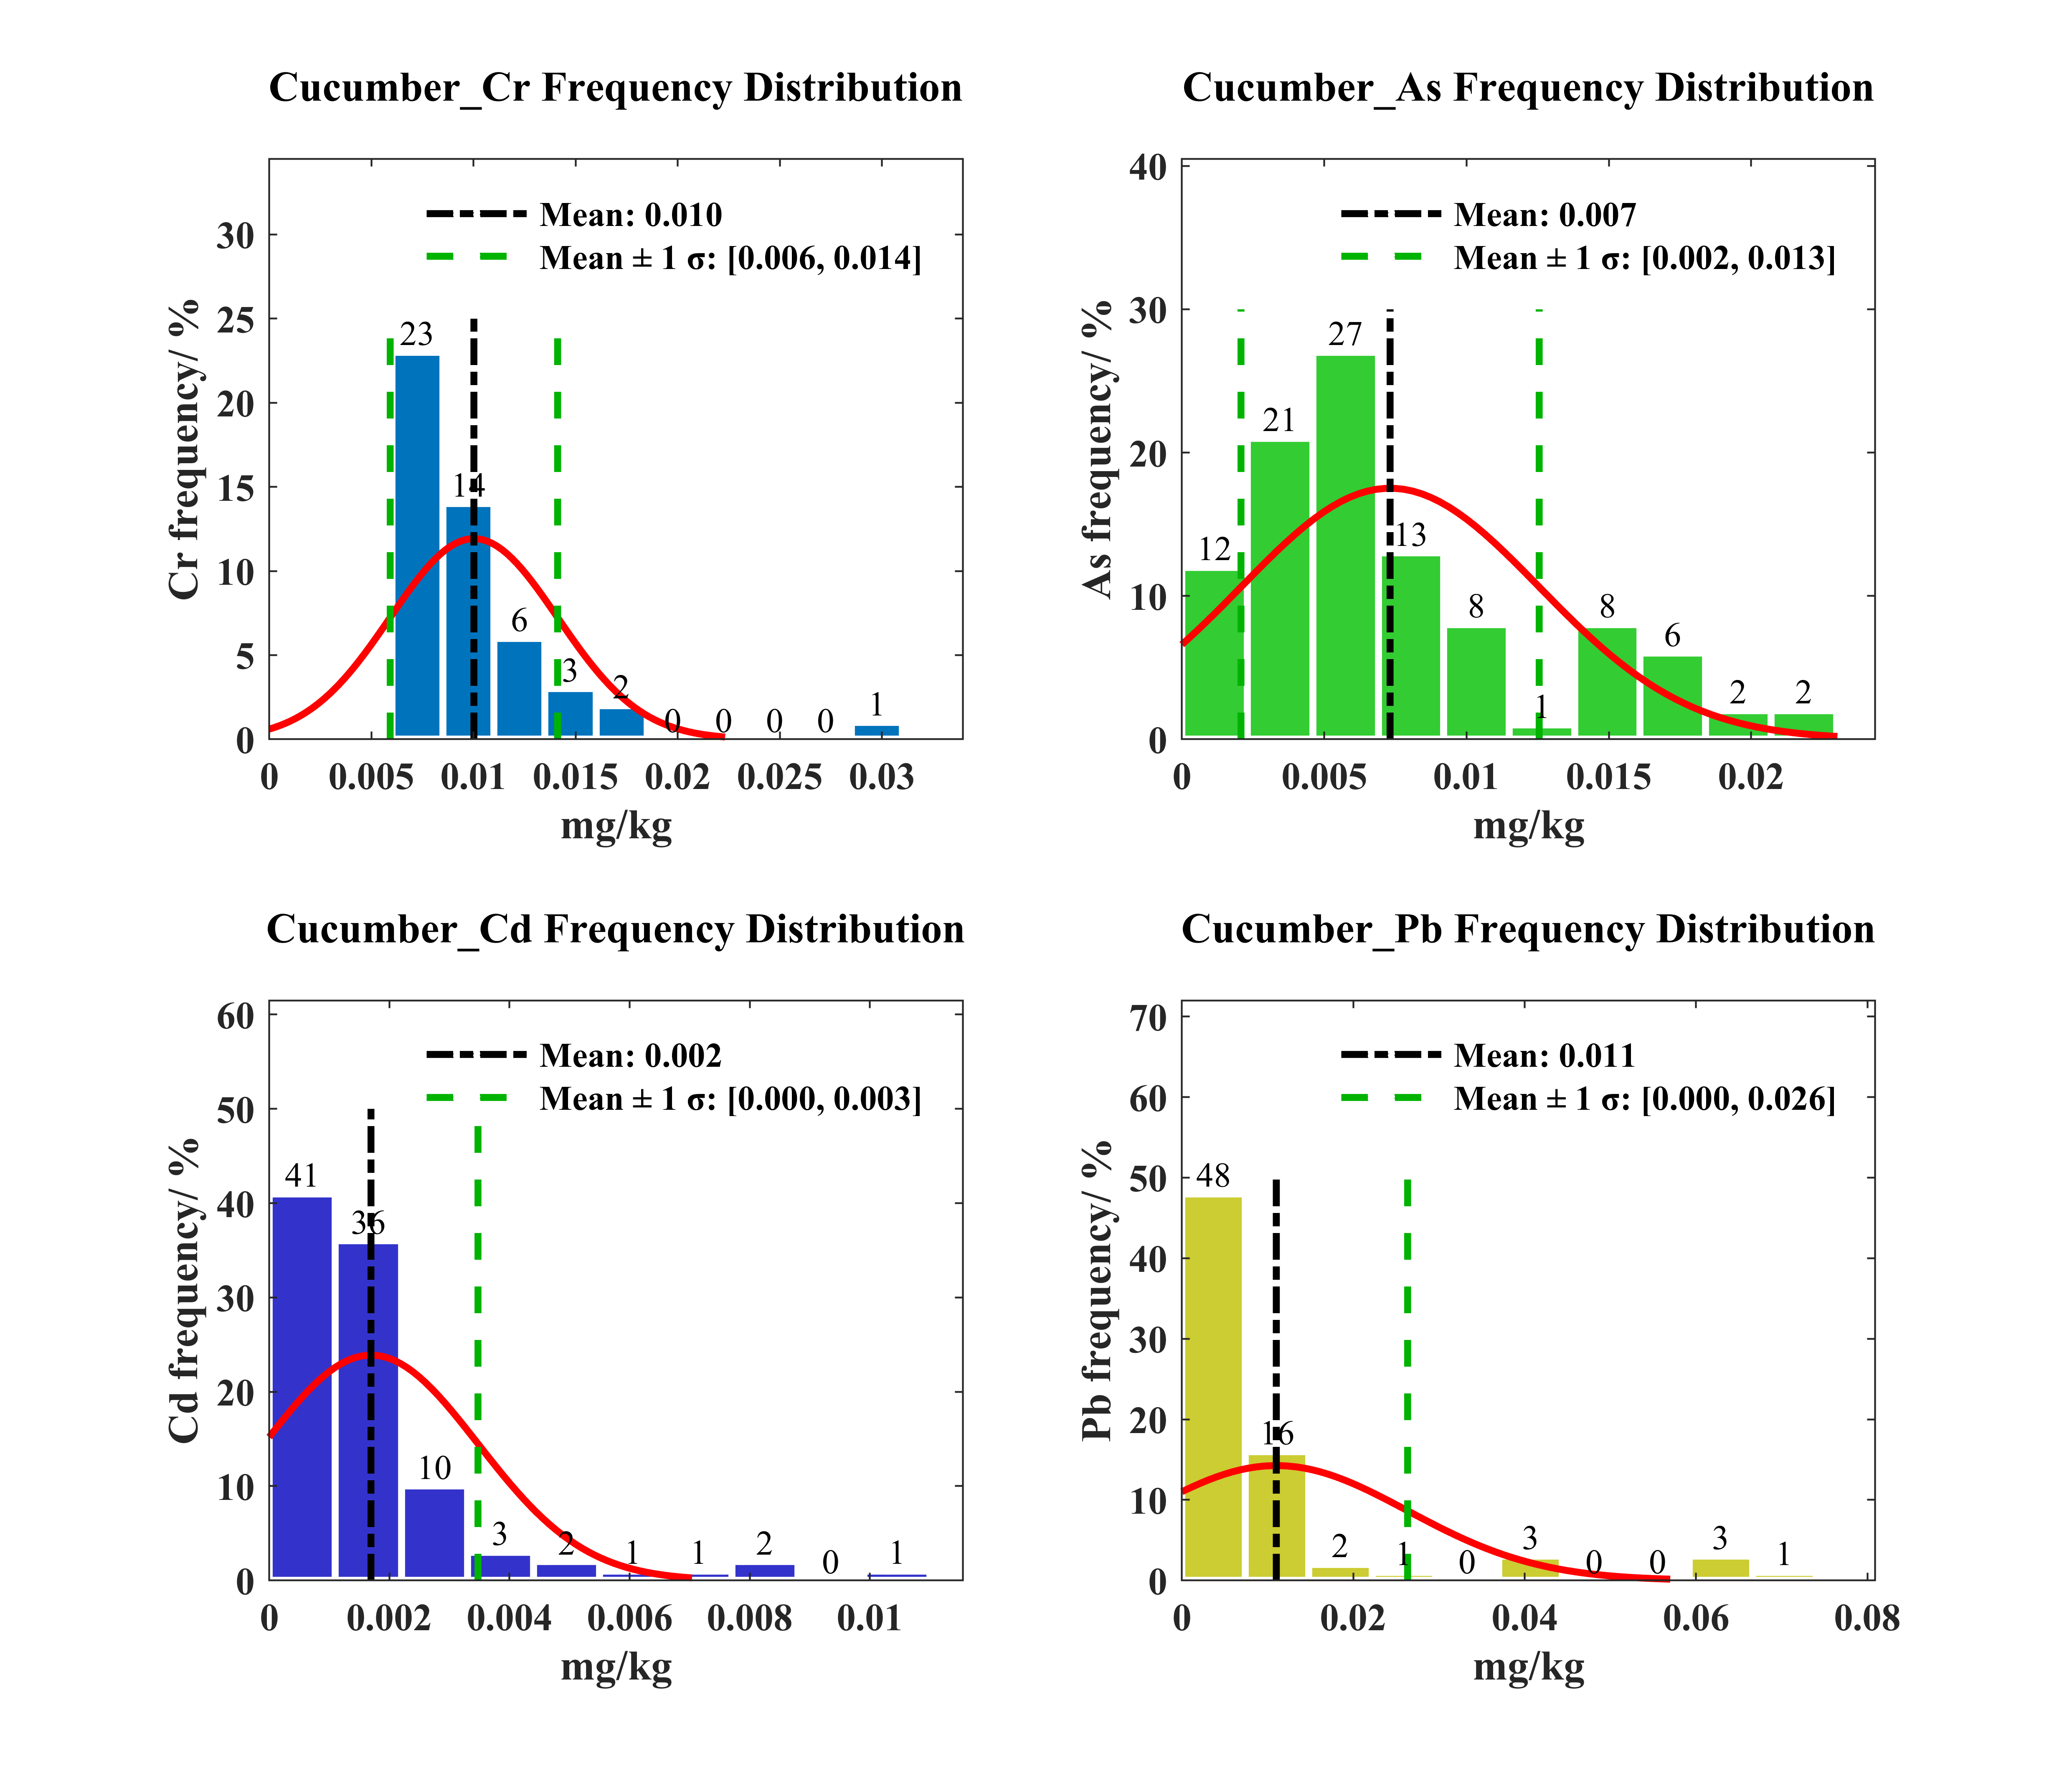 Cucumber_Cr Frequency Distribution
Mean: 0.010
Mean ± 1 σ: [0.006, 0.014]
Cr frequency/ %
30
25
20
15
10
5
0
23
14
6
3
2
0
0
0
0
1
0 0.005 0.01 0.015 0.02 0.025 0.03
mg/kg
Cucumber_As Frequency Distribution
Mean: 0.007
Mean ± 1 σ: [0.002, 0.013]
As frequency/ %
40
30
20
10
0
12
21
27
13
8
1
8
6
2
2
0 0.005 0.01 0.015 0.02
mg/kg
Cucumber_Cd Frequency Distribution
Mean: 0.002
Mean ± 1 σ: [0.000, 0.003]
Cd frequency/ %
60
50
40
30
20
10
0
41
36
10
3
2
1
1
2
0
1
0 0.002 0.004 0.006 0.008 0.01
mg/kg
Cucumber_Pb Frequency Distribution
Mean: 0.011
Mean ± 1 σ: [0.000, 0.026]
Pb frequency/ %
70
60
50
40
30
20
10
0
48
16
2
1
0
3
0
0
3
1
0 0.02 0.04 0.06 0.08
mg/kg